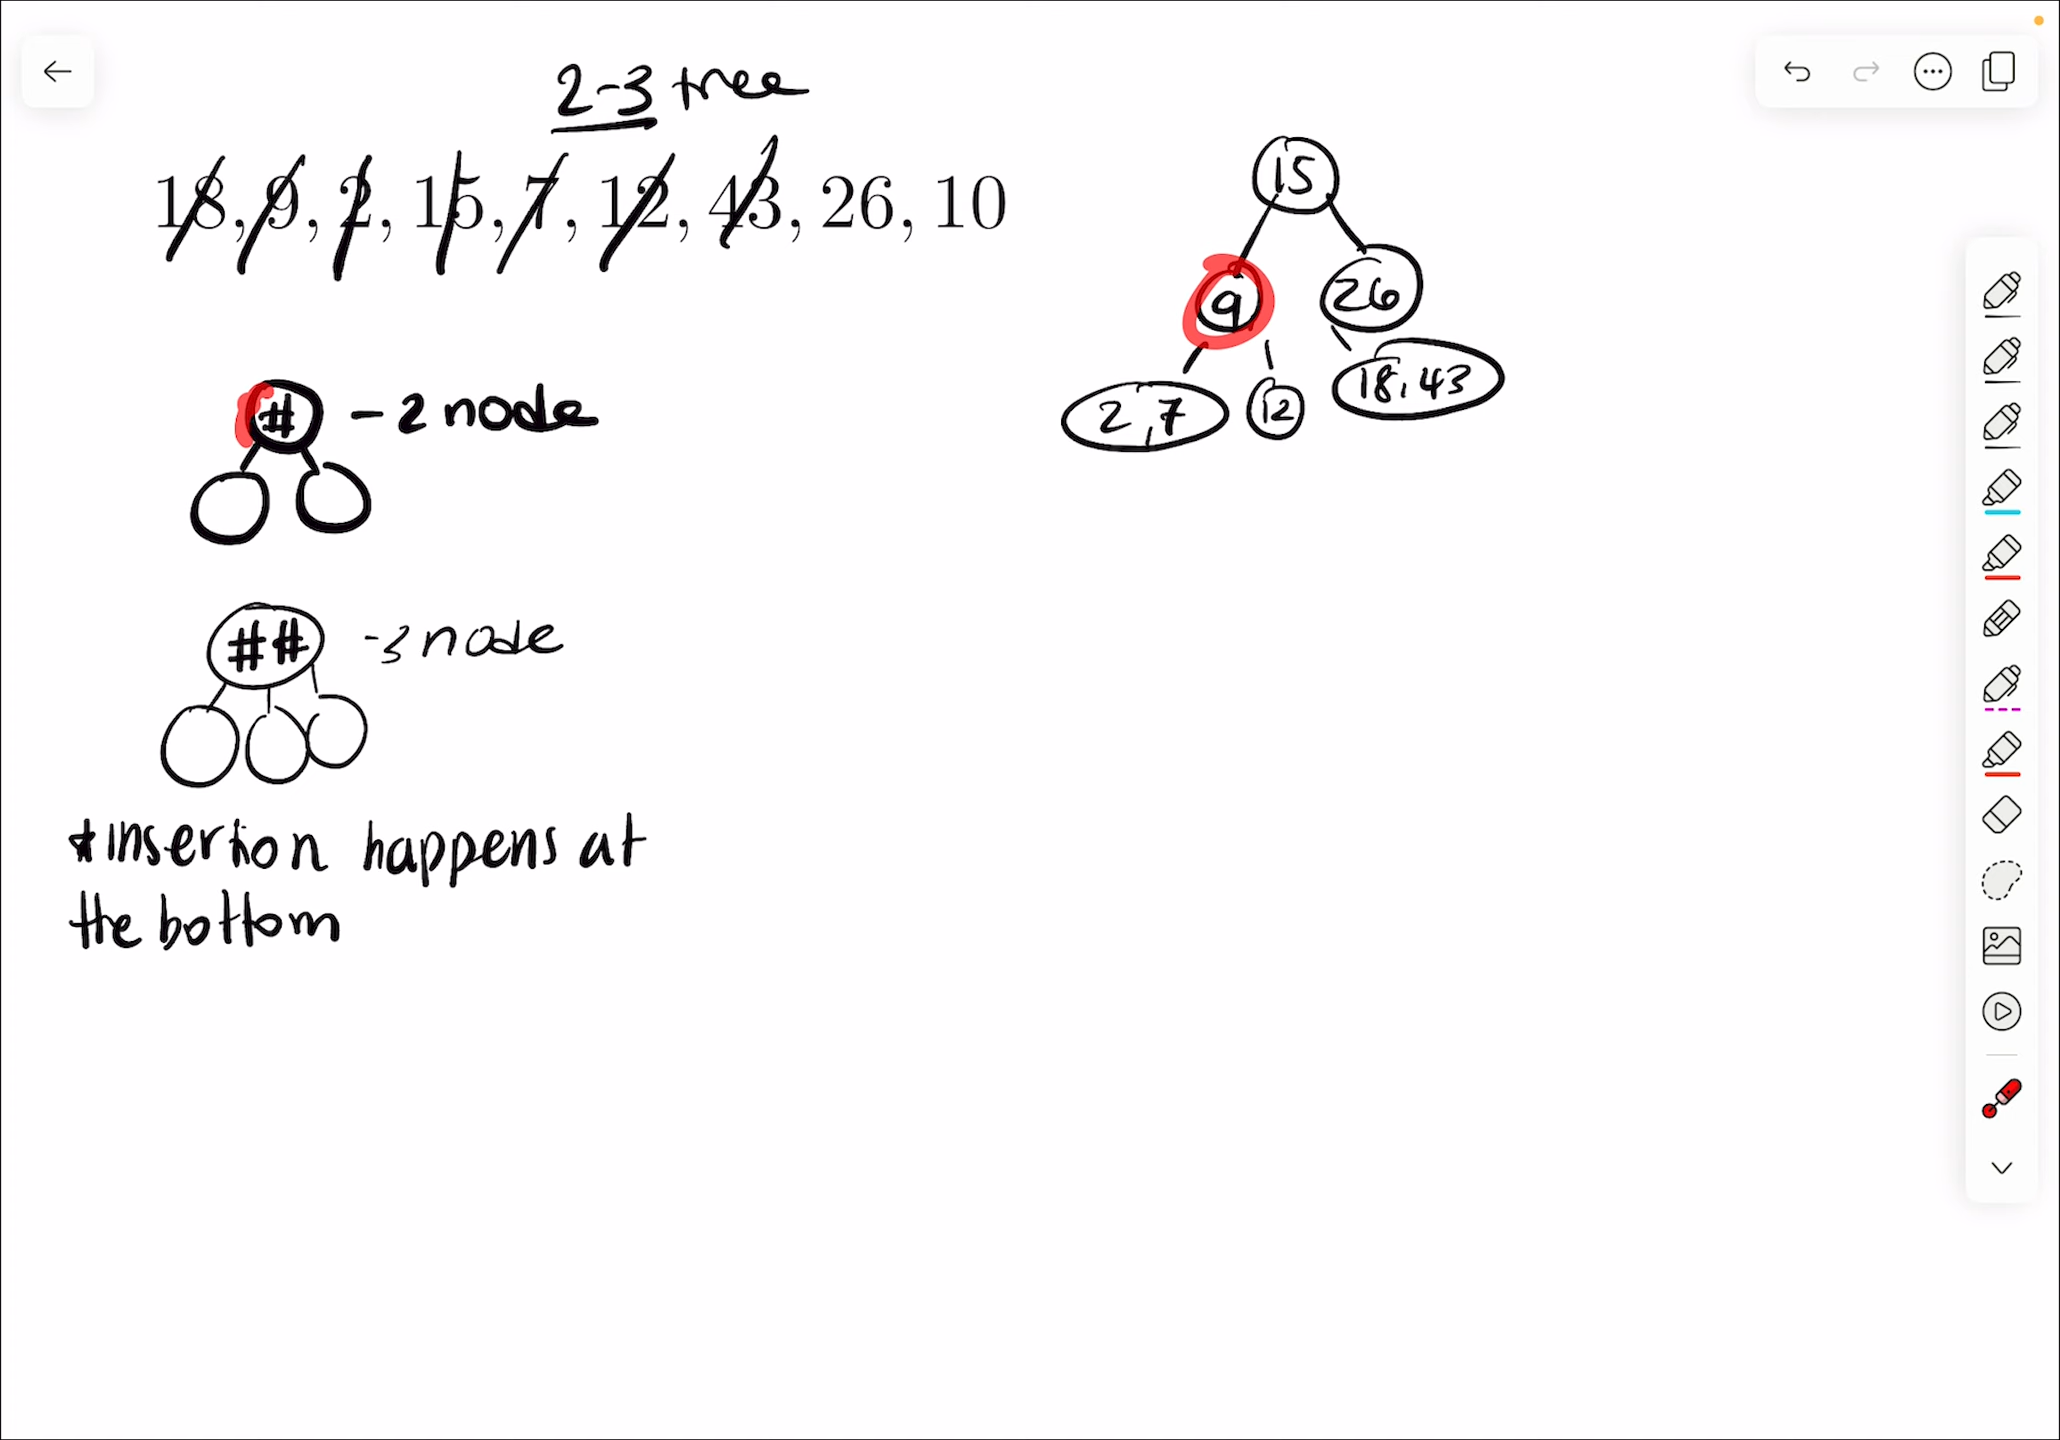 2-3 tree
18, 9, 2, 15, 7, 12, 43, 26, 10
15
9
26
2,7
12
18,43
# - 2 node
## -3 node
*insertion happens at
the bottom